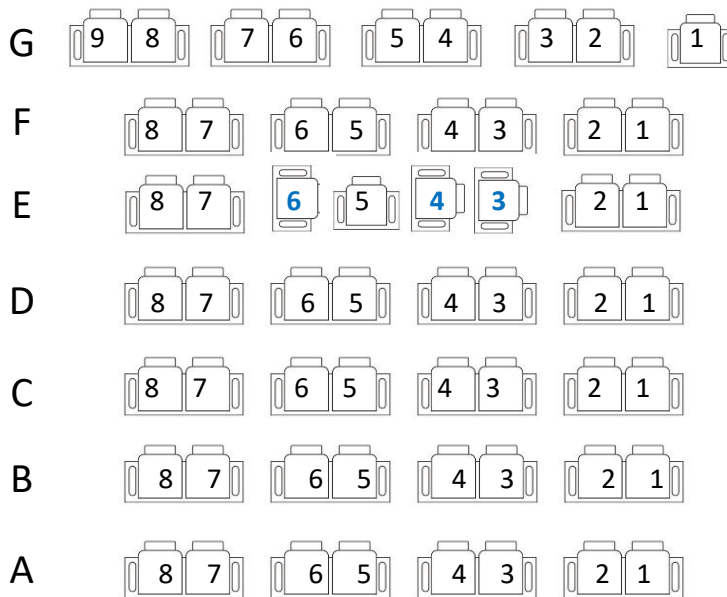 G 9 8 7 6 5 4 3 2 1
F 8 7 6 5 4 3 2 1
E 8 7 6 5 4 3 2 1
D 8 7 6 5 4 3 2 1
C 8 7 6 5 4 3 2 1
B 8 7 6 5 4 3 2 1
A 8 7 6 5 4 3 2 1